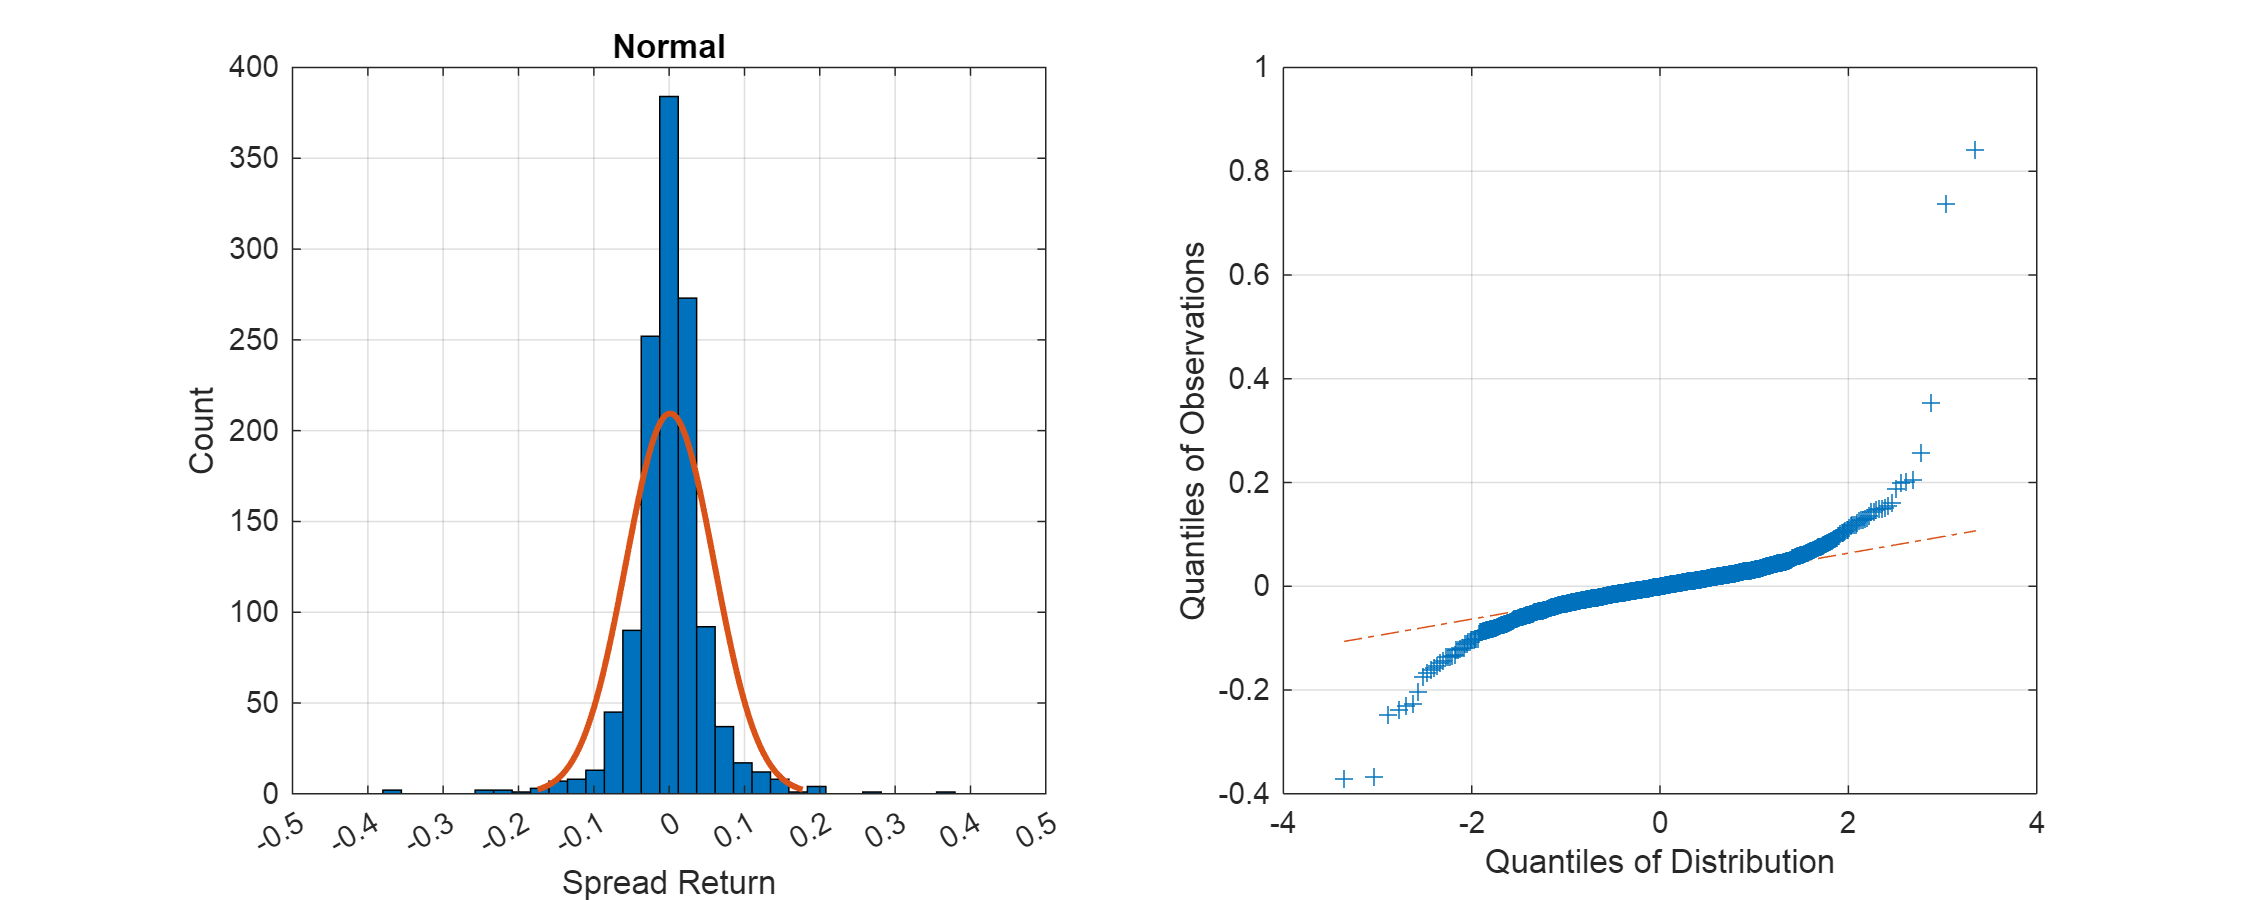 Normal
400
350
300
250
200
150
100
50
0
Count
-0.5 -0.4 -0.3 -0.2 -0.1 0 0.1 0.2 0.3 0.4 0.5
Spread Return
1
0.8
0.6
0.4
0.2
0
-0.2
-0.4
Quantiles of Observations
-4 -2 0 2 4
Quantiles of Distribution